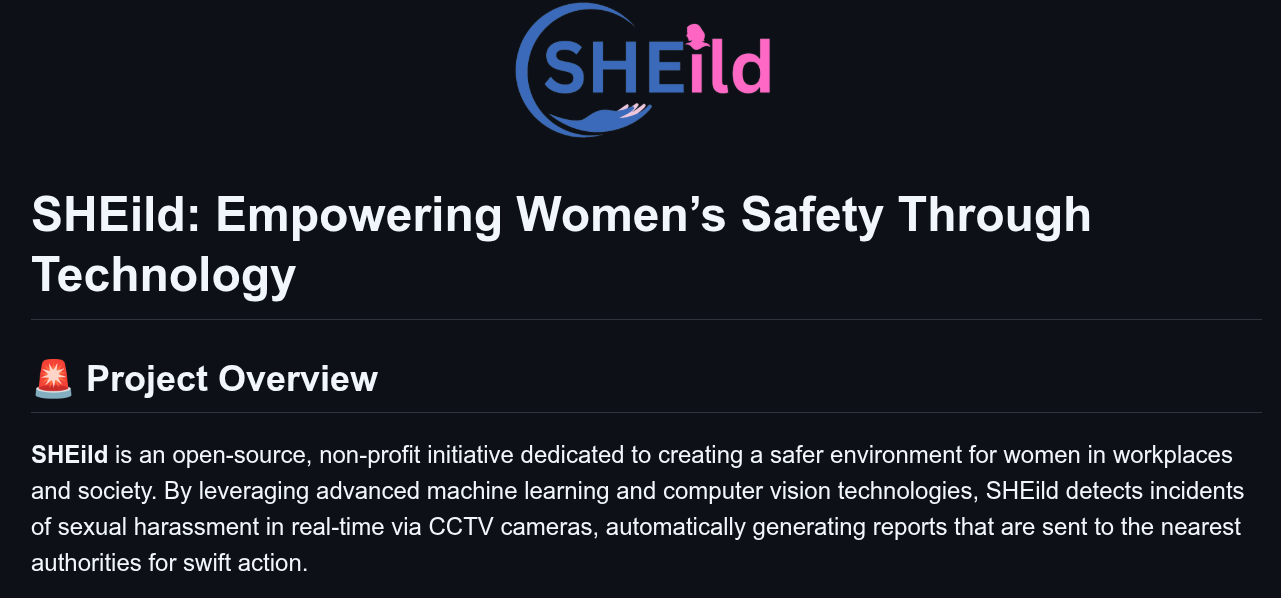 SHEild
SHEild: Empowering Women’s Safety Through
Technology
🚨 Project Overview
SHEild is an open-source, non-profit initiative dedicated to creating a safer environment for women in workplaces
and society. By leveraging advanced machine learning and computer vision technologies, SHEild detects incidents
of sexual harassment in real-time via CCTV cameras, automatically generating reports that are sent to the nearest
authorities for swift action.